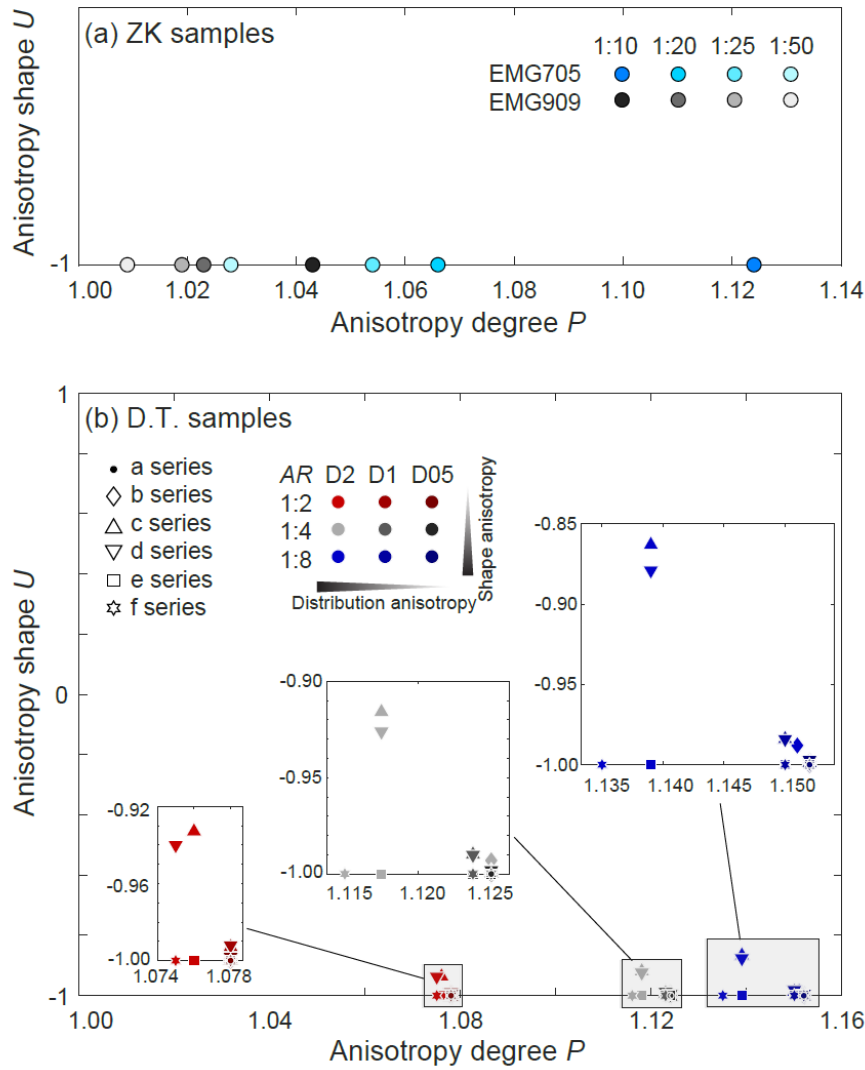 (a) ZK samples
1:10 1:20 1:25 1:50
EMG705
EMG909
Anisotropy shape U
-1
1.00 1.02 1.04 1.06 1.08 1.10 1.12 1.14
Anisotropy degree P
1
(b) D.T. samples
a series
b series
c series
d series
e series
f series
AR D2 D1 D05
1:2
1:4
1:8
Shape anisotropy
Distribution anisotropy
Anisotropy shape U
0
-0.85
-0.90
-0.95
-1.00
1.135 1.140 1.145 1.150
-0.90
-0.95
-1.00
1.115 1.120 1.125
-0.92
-0.96
-1.00
1.074 1.078
-1
1.00 1.04 1.08 1.12 1.16
Anisotropy degree P